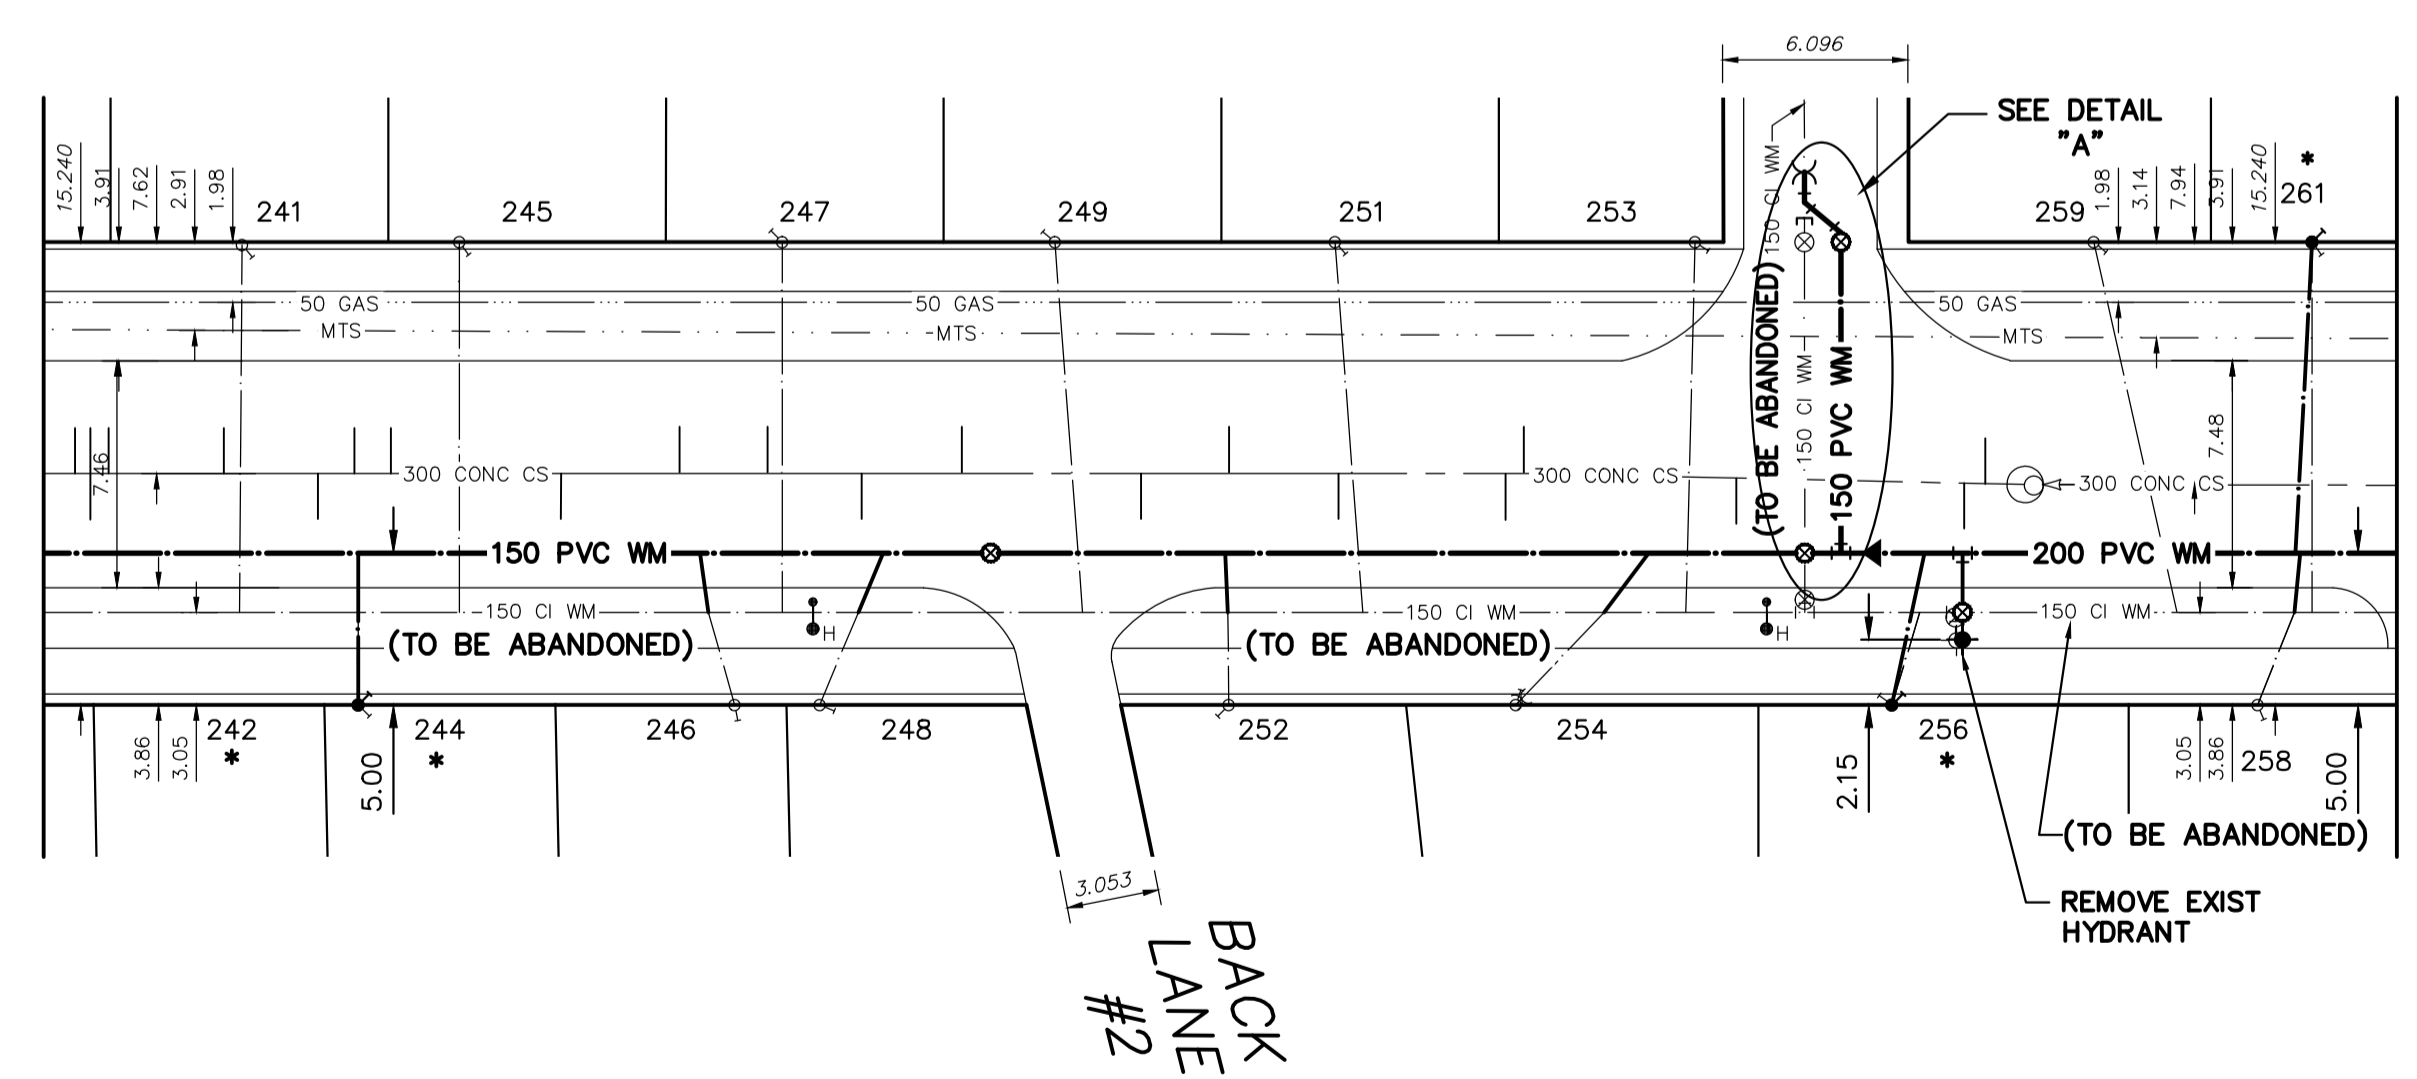 6.096
SEE DETAIL
"A"
15.240
3.91
7.62
2.91
1.98
241
245
247
249
251
253
150 CI WM
259
1.98
3.14
7.94
3.91
15.240
*
261
50 GAS
50 GAS
50 GAS
MTS
MTS
MTS
(TO BE ABANDONED)
150 CI WM
150 PVC WM
7.46
300 CONC CS
300 CONC CS
300 CONC CS
7.48
150 PVC WM
200 PVC WM
150 CI WM
150 CI WM
150 CI WM
H
H
(TO BE ABANDONED)
(TO BE ABANDONED)
242
*
244
*
246
248
252
254
256
*
258
3.86
3.05
5.00
2.15
3.05
3.86
5.00
(TO BE ABANDONED)
3.053
REMOVE EXIST
HYDRANT
BACK
LANE
#2